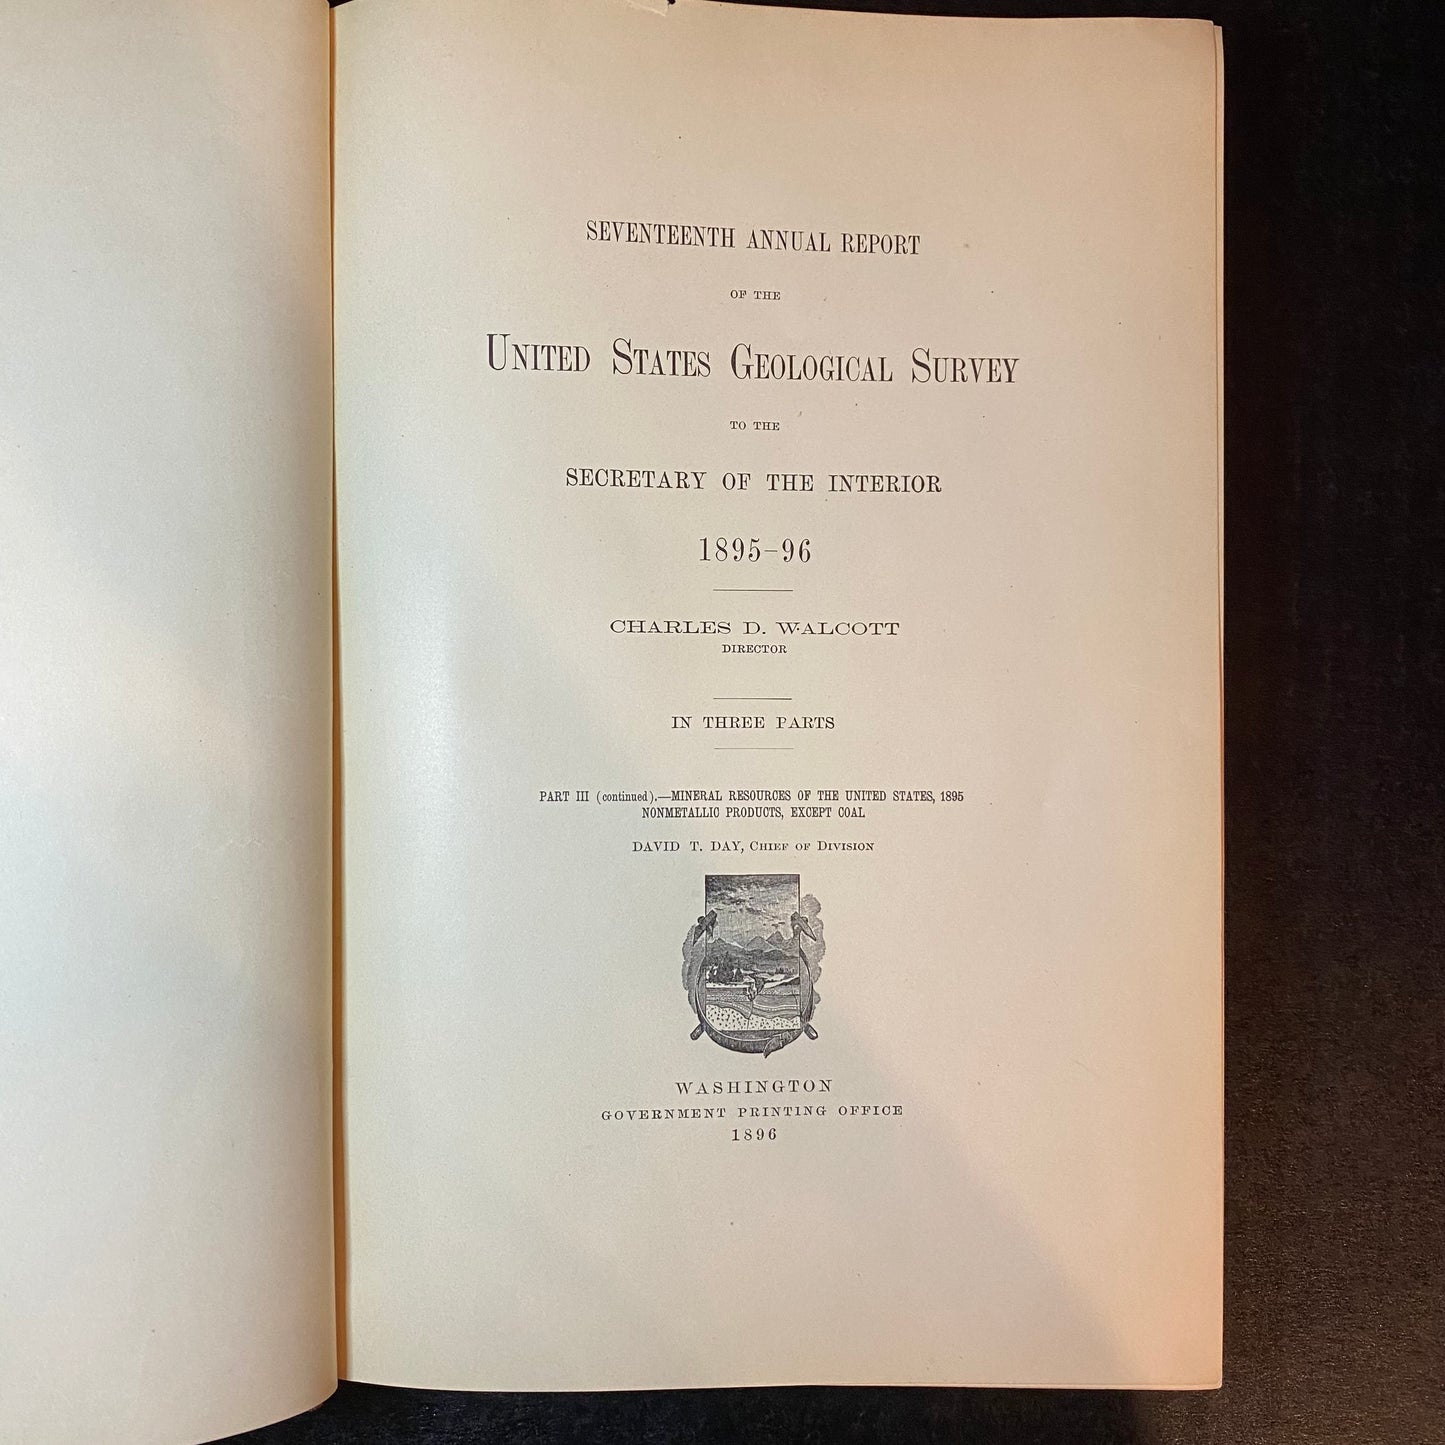 SEVENTEENTH ANNUAL REPORT
OF THE
UNITED STATES GEOLOGICAL SURVEY
TO THE
SECRETARY OF THE INTERIOR
1895-96
CHARLES D. WALCOTT
DIRECTOR
IN THREE PARTS
PART III (continued).—MINERAL RESOURCES OF THE UNITED STATES, 1895
NONMETALLIC PRODUCTS, EXCEPT COAL
DAVID T. DAY, CHIEF OF DIVISION
WASHINGTON
GOVERNMENT PRINTING OFFICE
1896